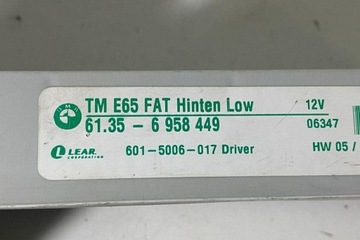 TM E65 FAT Hinten Low 12V
61.35 - 6 958 449 06347
LEAR. 601-5006-017 Driver HW 05 /
CORPORATION